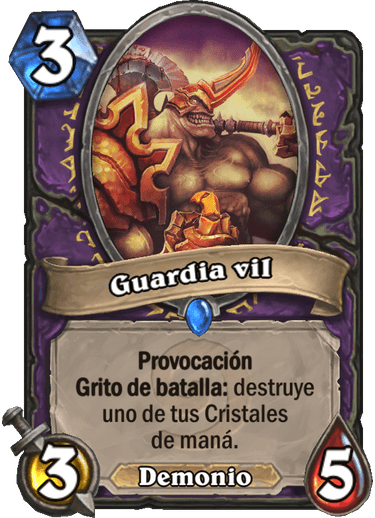 3
Guardia vil
Provocación
Grito de batalla: destruye
uno de tus Cristales
de maná.
3
Demonio
5